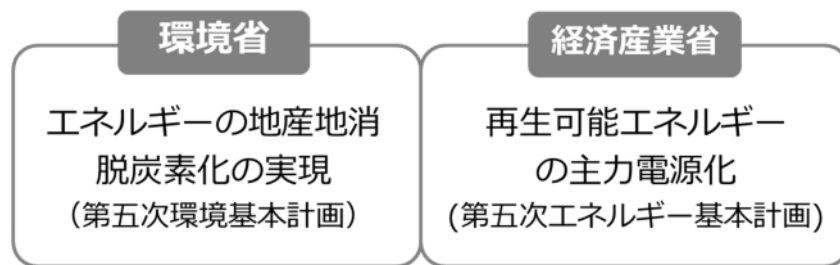 環境省
エネルギーの地産地消
脱炭素化の実現
（第五次環境基本計画）
経済産業省
再生可能エネルギー
の主力電源化
(第五次エネルギー基本計画)